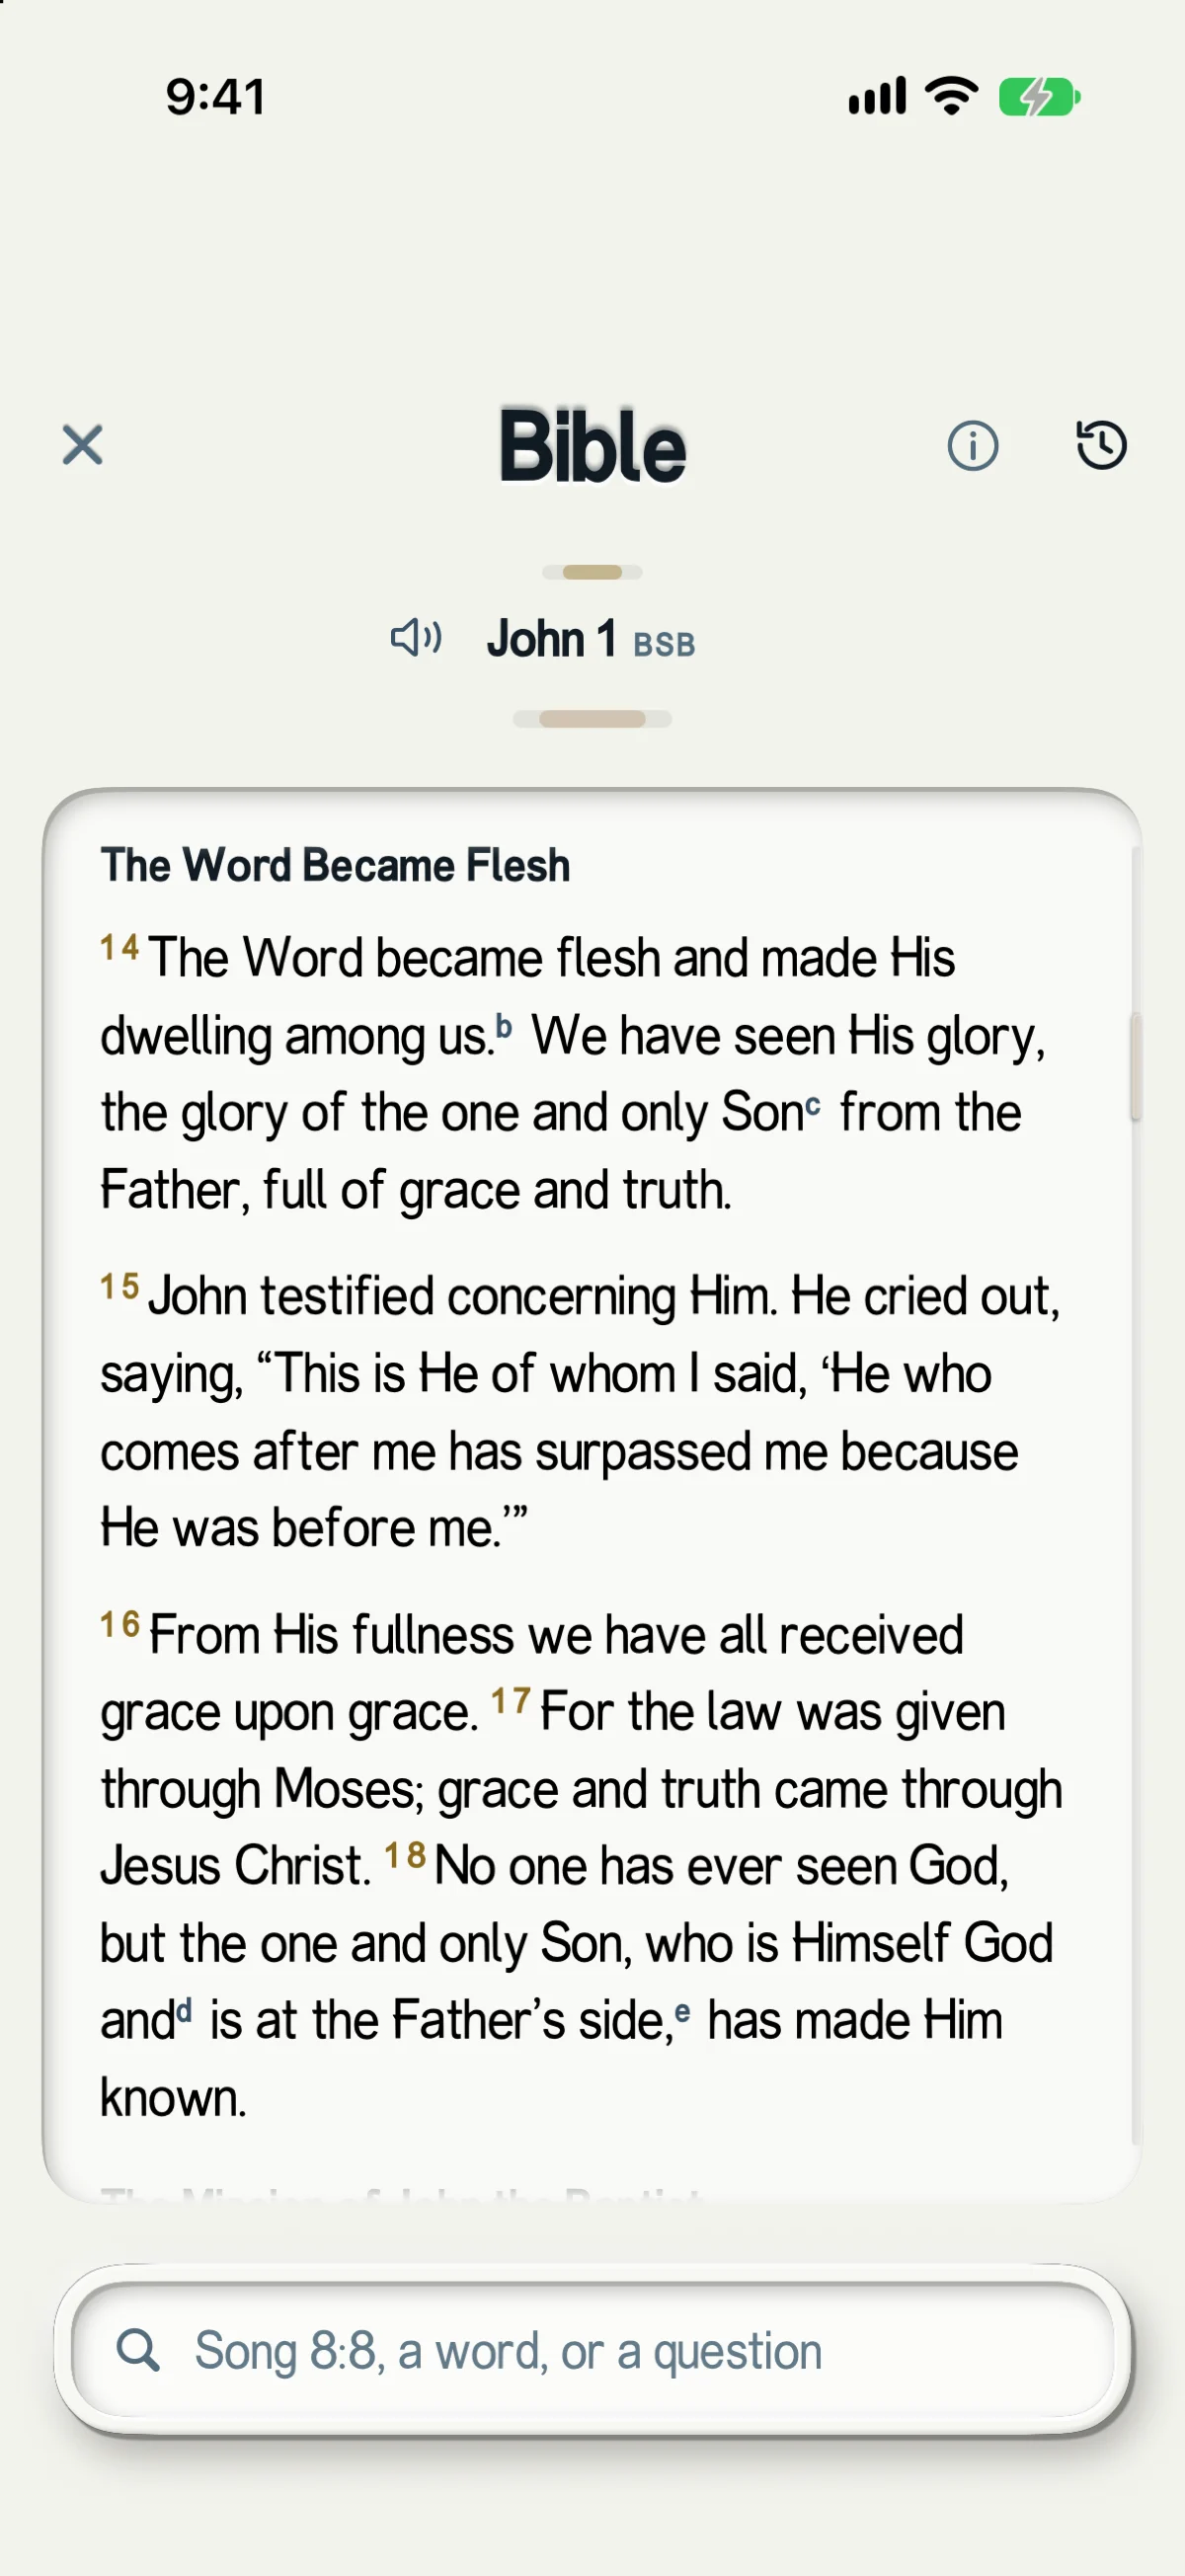 9:41
Bible
John 1 BSB
The Word Became Flesh
14 The Word became flesh and made His
dwelling among us.b We have seen His glory,
the glory of the one and only Sonc from the
Father, full of grace and truth.
15 John testified concerning Him. He cried out,
saying, “This is He of whom I said, ‘He who
comes after me has surpassed me because
He was before me.’”
16 From His fullness we have all received
grace upon grace. 17 For the law was given
through Moses; grace and truth came through
Jesus Christ. 18 No one has ever seen God,
but the one and only Son, who is Himself God
andd is at the Father’s side,e has made Him
known.
The Mission of John the Baptist
Song 8:8, a word, or a question